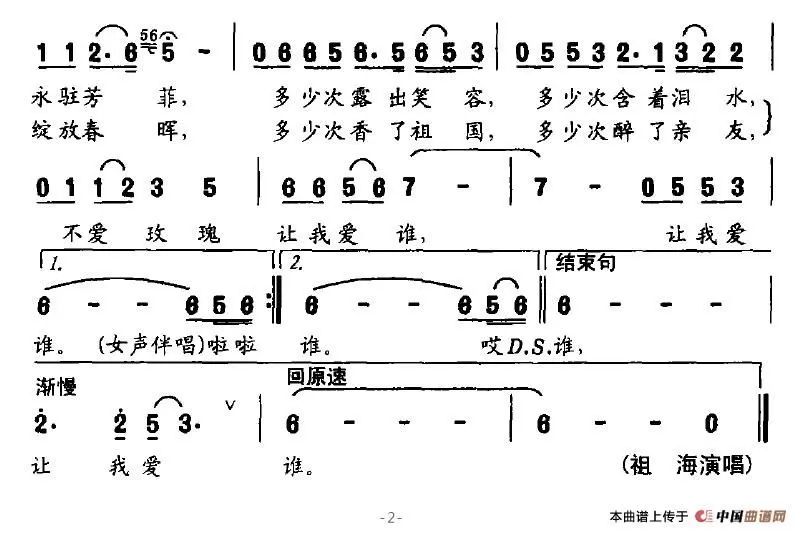 56
1 1 2· 6 5 - 0 6 6 5 6· 5 6 5 3 0 5 5 3 2· 1 3 2 2
永驻芳 菲, 多少次露出笑 容, 多少次含着泪 水,
绽放春 晖, 多少次香了祖 国, 多少次醉了亲 友,
0 1 1 2 3 5 6 6 5 6 7 - 7 - 0 5 5 3
不爱 玫 瑰 让我爱 谁, 让我爱
1. 2. 结束句
6 - - 6 5 6 6 - - 6 5 6 6 - - -
谁。 (女声伴唱)啦啦 谁。 哎D.S.谁,
渐慢 回原速
2· 2 5 3· ∨ 6 - - - 6 - - 0
让 我爱 谁。 (祖 海演唱)
-2-
本曲谱上传于 中国曲谱网